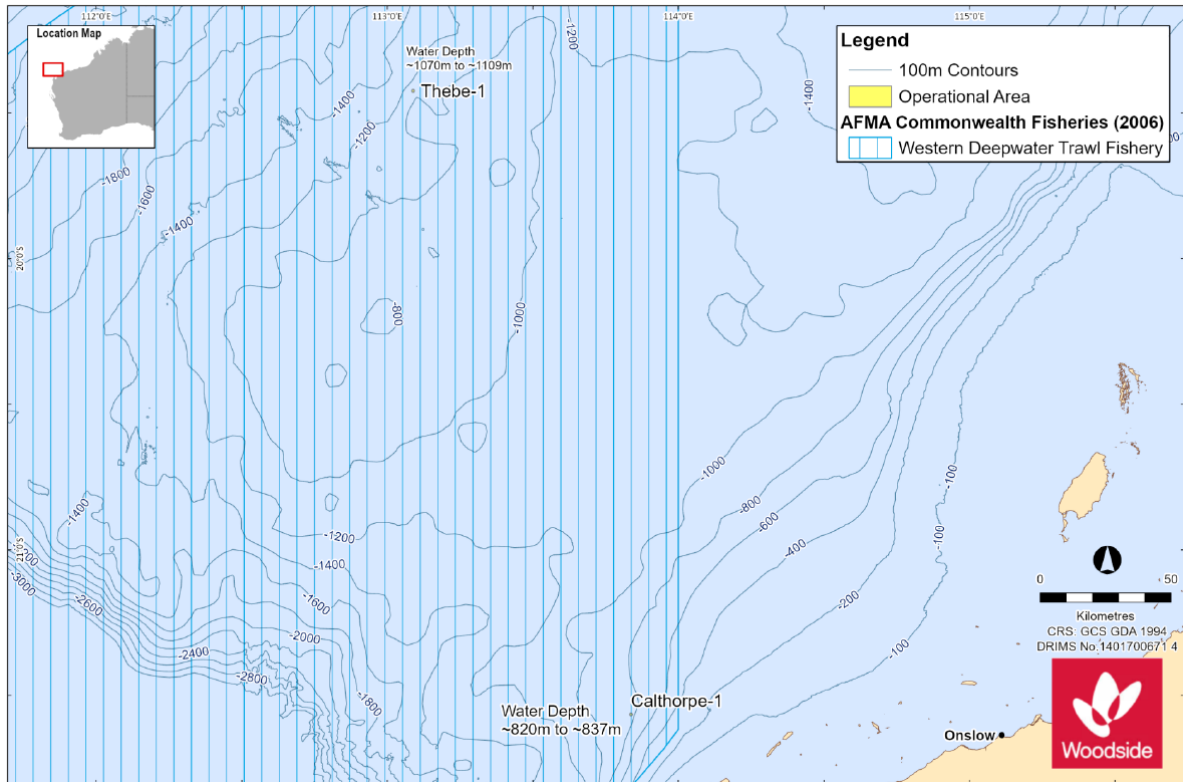 112°0'E
113°0'E
114°0'E
115°0'E
Location Map
Water Depth
~1070m to ~1109m
Thebe-1
Legend
100m Contours
Operational Area
AFMA Commonwealth Fisheries (2006)
Western Deepwater Trawl Fishery
-1200
-1400
-1400
-1200
-1800
-1600
-1400
20°0'S
-800
-1000
-1000
-100
-800
-1400
-600
-100
-1200
-400
21°0'S
-1400
-3000
-2600
-1600
-200
-2000
-2400
-100
-2800
-1800
0 50
Kilometres
CRS: GCS GDA 1994
DRIMS No.1401700671 4
Calthorpe-1
Water Depth
~820m to ~837m
Onslow
Woodside